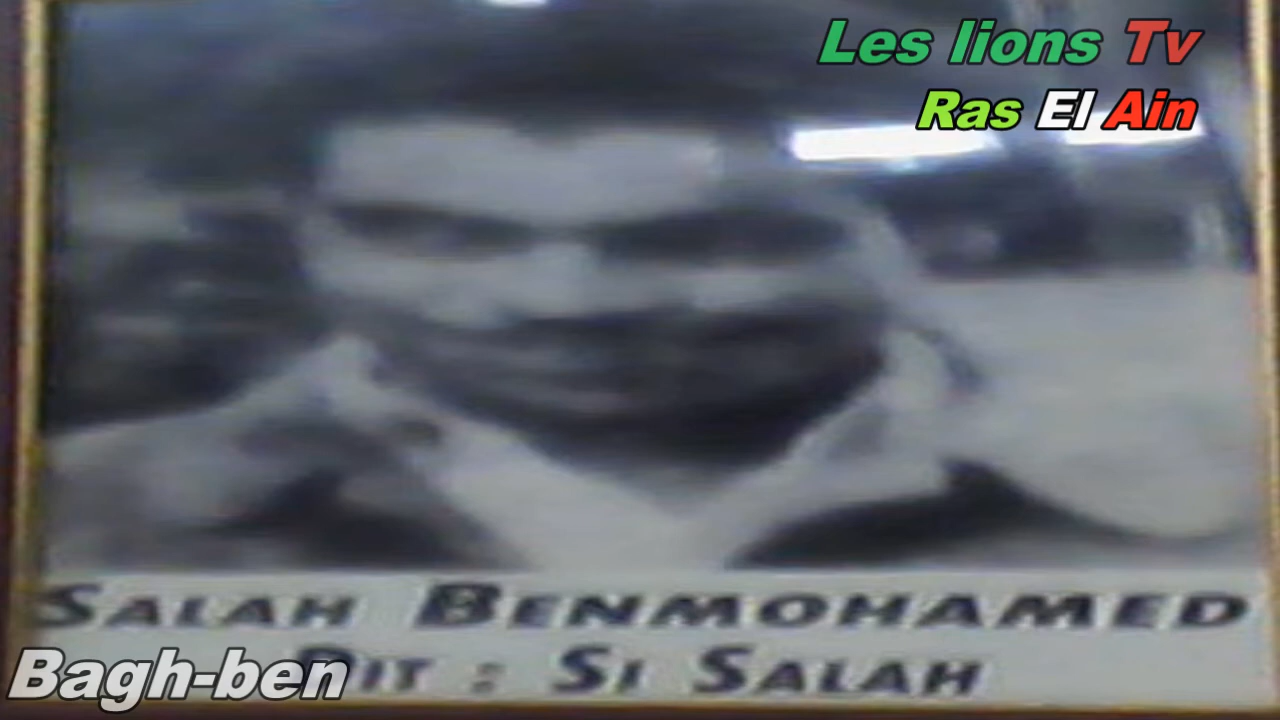 Les lions Tv
Ras El Ain
SALAH BENMOHAMED
DIT : SI SALAH
Bagh-ben